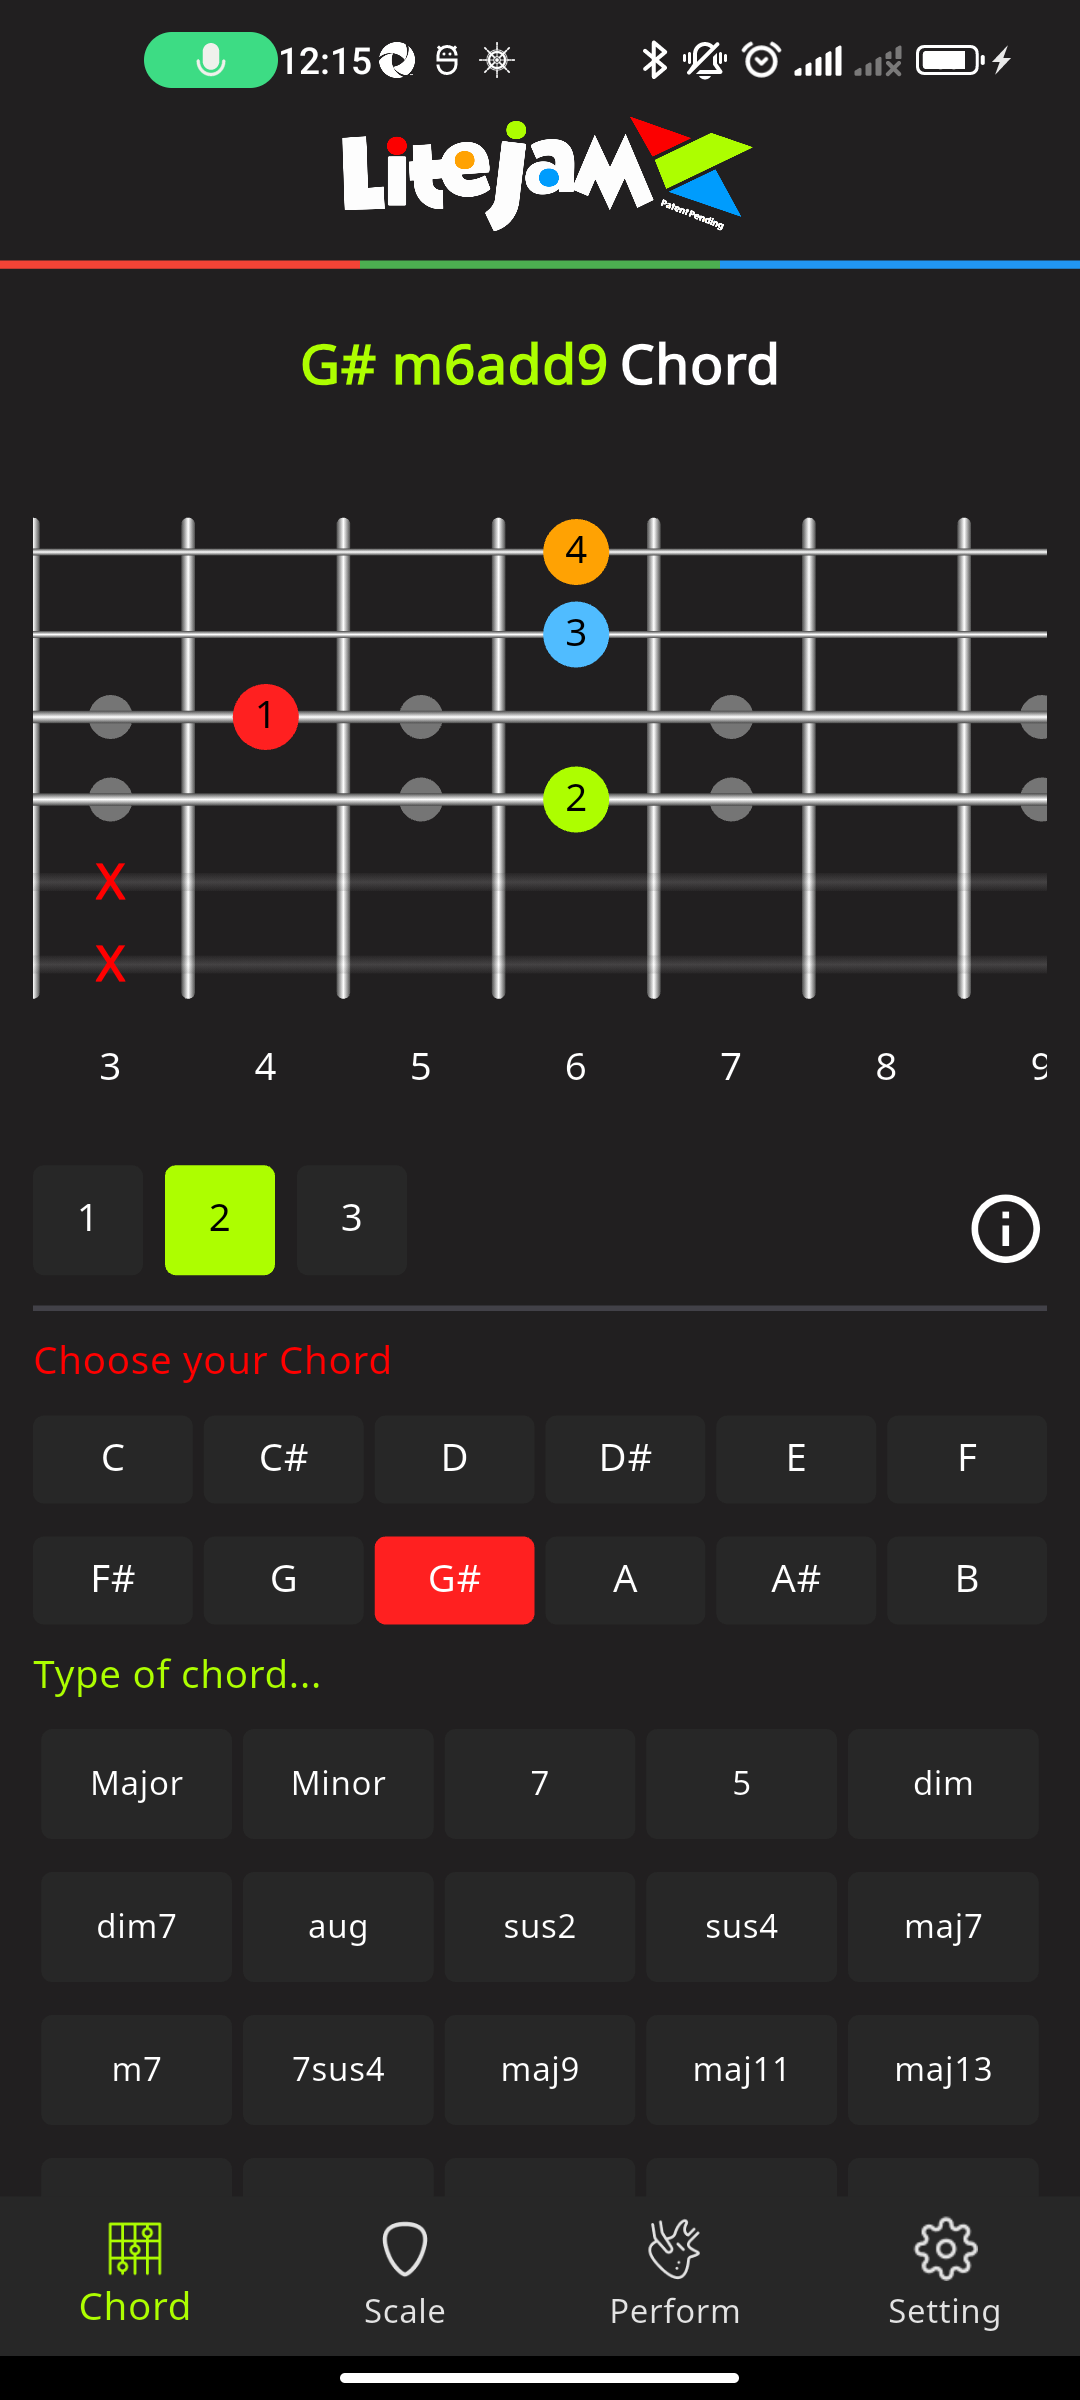 12:15
Litejam
Patent Pending
G# m6add9 Chord
4
3
1
2
X
X
3 4 5 6 7 8 9
1 2 3
Choose your Chord
C C# D D# E F
F# G G# A A# B
Type of chord...
Major Minor 7 5 dim
dim7 aug sus2 sus4 maj7
m7 7sus4 maj9 maj11 maj13
Chord Scale Perform Setting